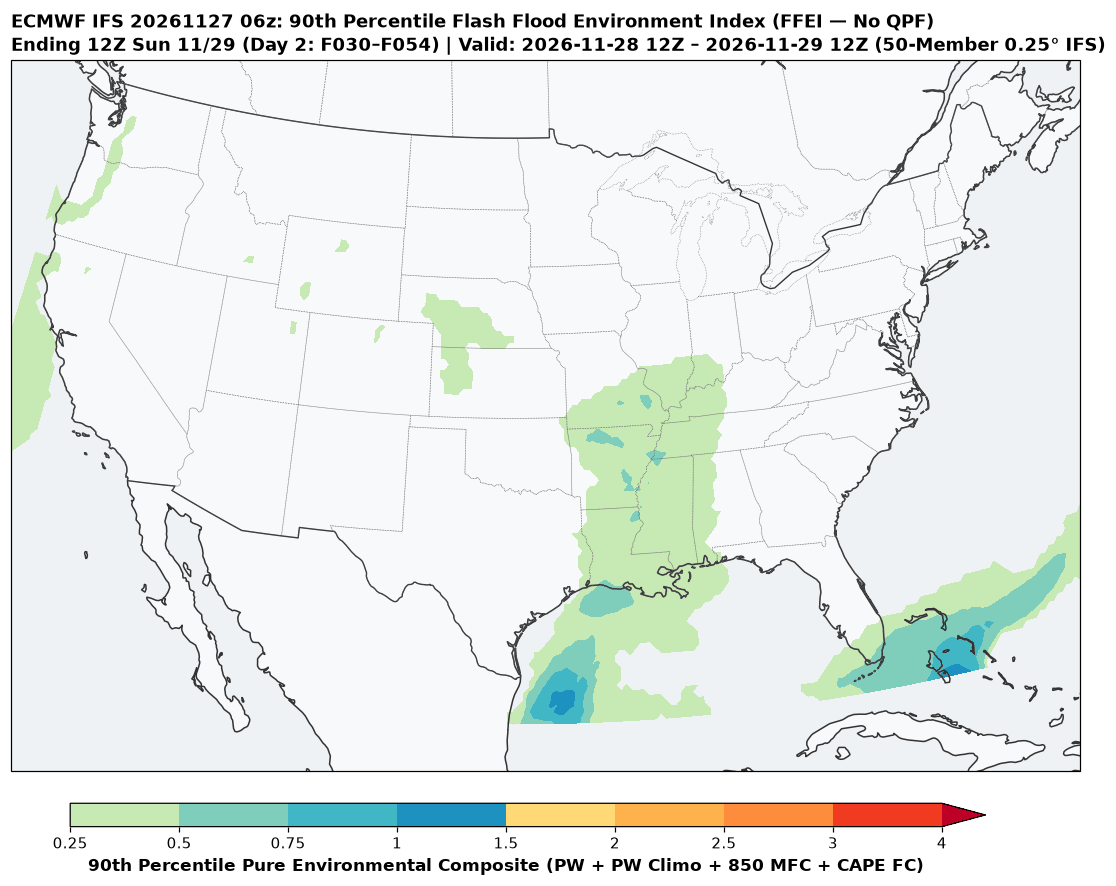 ECMWF IFS 20261127 06z: 90th Percentile Flash Flood Environment Index (FFEI — No QPF)
Ending 12Z Sun 11/29 (Day 2: F030–F054) | Valid: 2026-11-28 12Z – 2026-11-29 12Z (50-Member 0.25° IFS)
0.25 0.5 0.75 1 1.5 2 2.5 3 4
90th Percentile Pure Environmental Composite (PW + PW Climo + 850 MFC + CAPE FC)